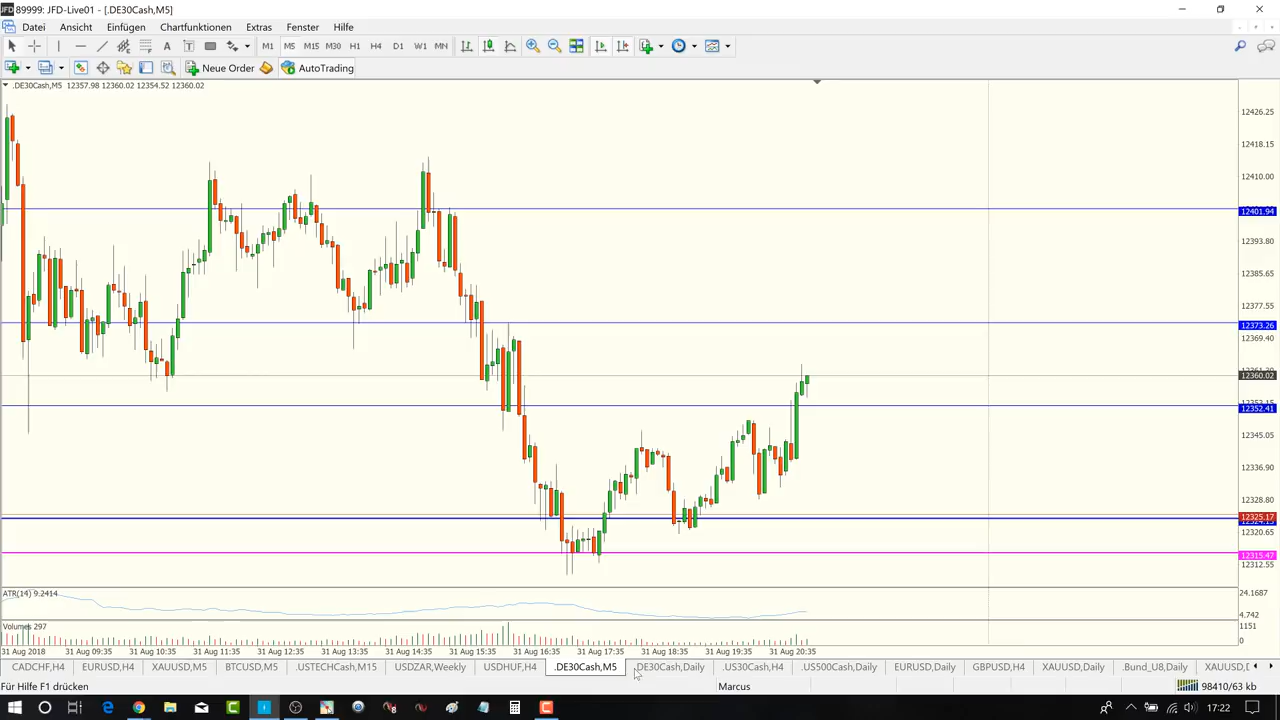 89999: JFD-Live01 - [.DE30Cash,M5]
Datei Ansicht Einfügen Chartfunktionen Extras Fenster Hilfe
M1 M5 M15 M30 H1 H4 D1 W1 MN
New Order AutoTrading
.DE30Cash,M5 12357.98 12360.02 12354.52 12360.02
12426.25
12418.15
12410.00
12401.94
12393.80
12385.65
12377.55
12373.26
12369.40
12360.02
12352.41
12345.05
12336.90
12328.80
12325.17
12320.65
12315.47
12312.55
ATR(14) 9.2414
24.1687
4.742
Volumes 297
1151
0
31 Aug 2018 31 Aug 09:35 31 Aug 10:35 31 Aug 11:35 31 Aug 12:35 31 Aug 13:35 31 Aug 14:35 31 Aug 15:35 31 Aug 16:35 31 Aug 17:35 31 Aug 18:35 31 Aug 19:35 31 Aug 20:35
CADCHF,H4 EURUSD,H4 XAUUSD,M5 BTCUSD,M5 .USTECHCash,M15 USDZAR,Weekly USDHUF,H4 .DE30Cash,M5 .DE30Cash,Daily .US30Cash,H4 .US500Cash,Daily EURUSD,Daily GBPUSD,H4 XAUUSD,Daily .Bund_U8,Daily
Für Hilfe F1 drücken Marcus 98410/63 kb
17:22